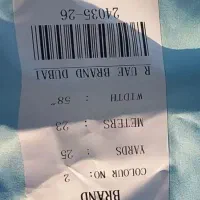 BRAND
COLOUR NO: 2
YARDS : 25
METERS : 23
WIDTH : 58"
R UAE BRAND DUBAI
24035-26